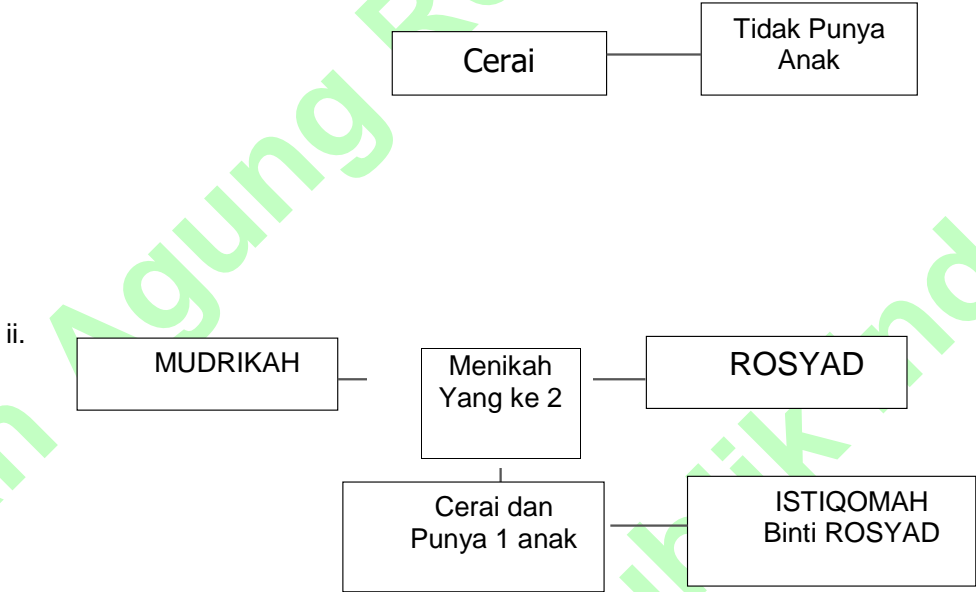 Cerai
Tidak Punya
Anak
ii.
MUDRIKAH
Menikah
Yang ke 2
ROSYAD
Cerai dan
Punya 1 anak
ISTIQOMAH
Binti ROSYAD
Agung